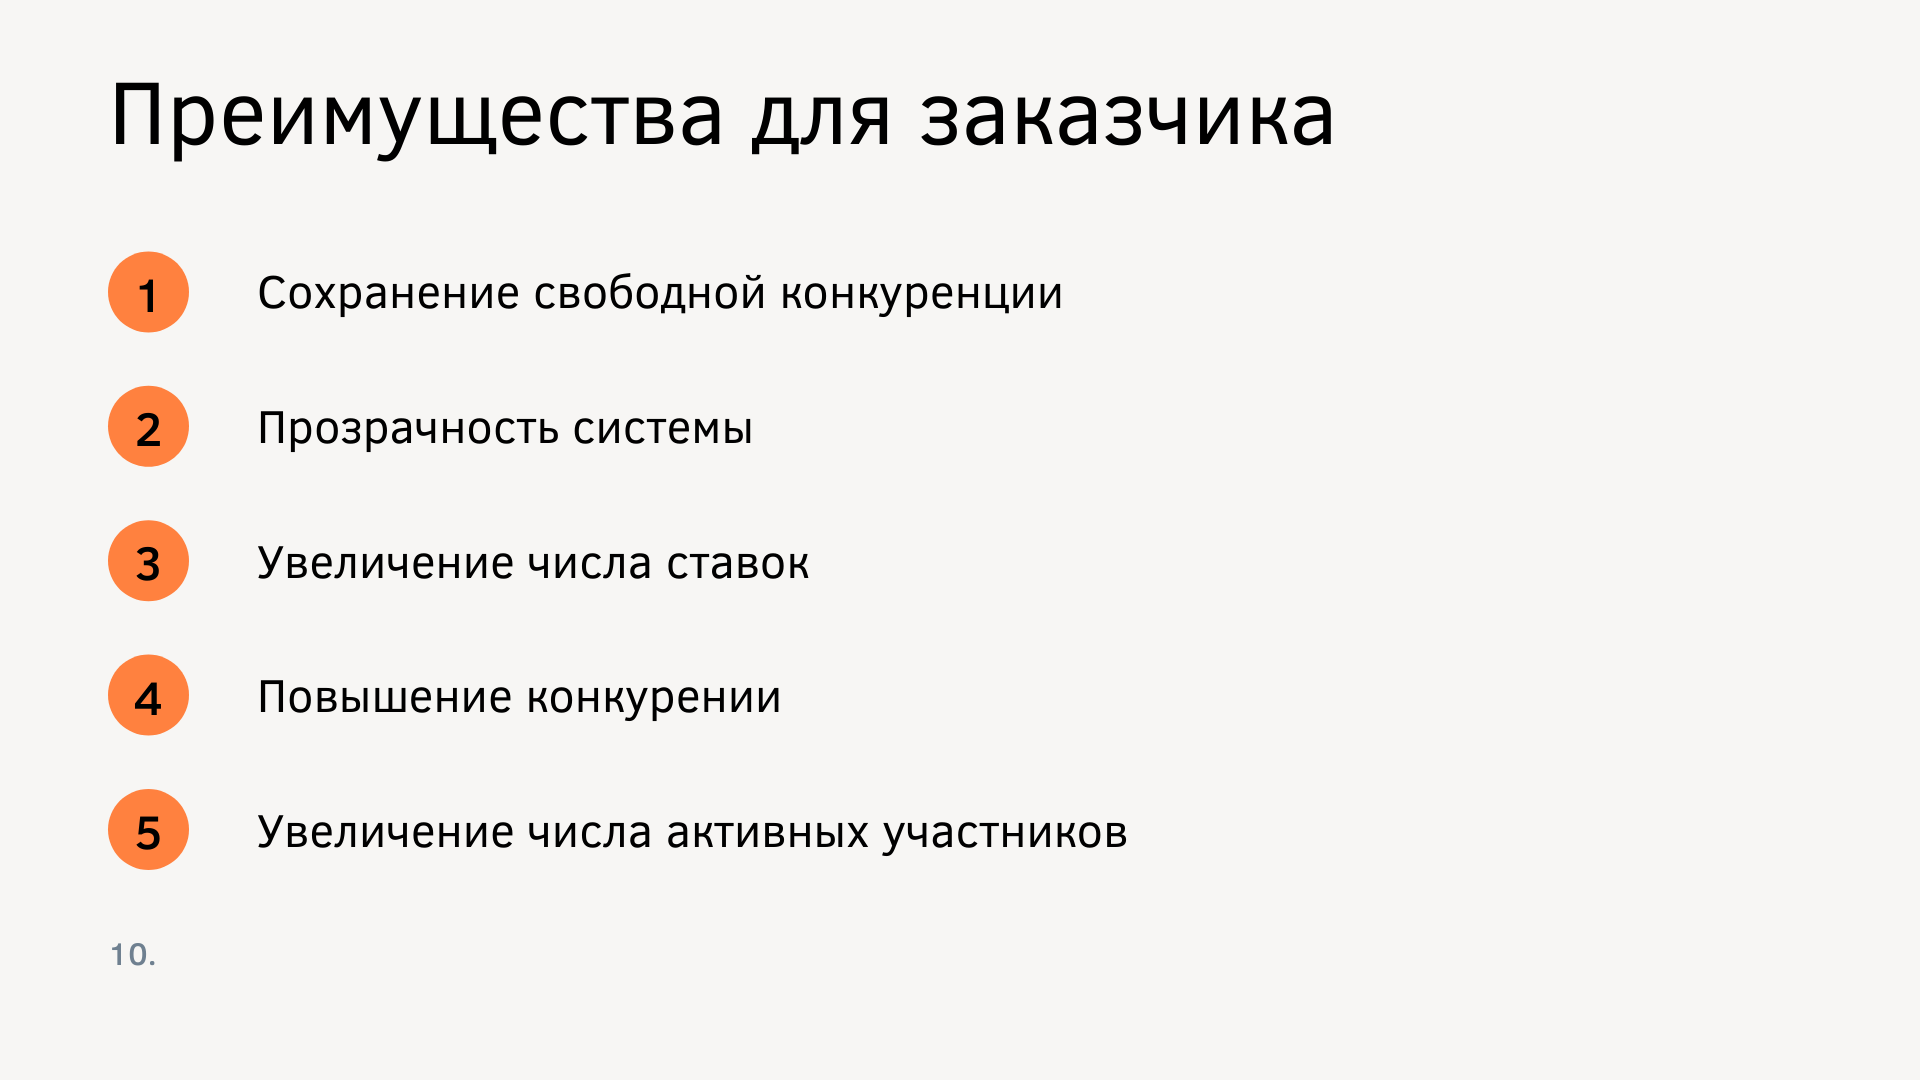 Преимущества для заказчика
1 Сохранение свободной конкуренции
2 Прозрачность системы
3 Увеличение числа ставок
4 Повышение конкурении
5 Увеличение числа активных участников
10.